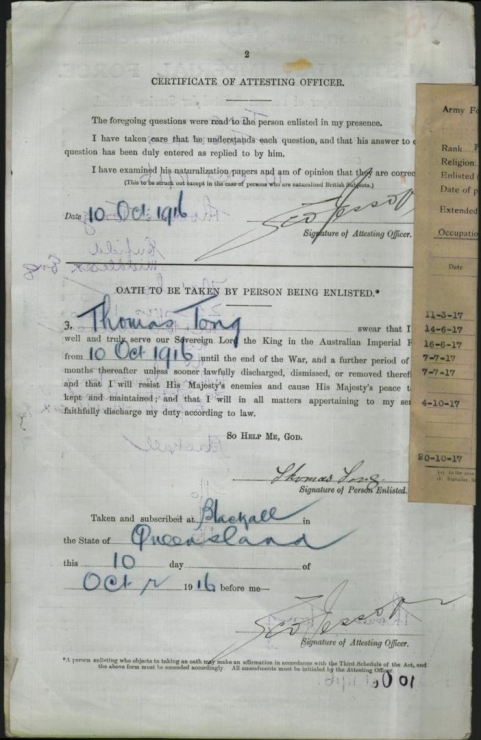 2
CERTIFICATE OF ATTESTING OFFICER.
The foregoing questions were read to the person enlisted in my presence.
I have taken care that he understands each question, and that his answer to
question has been duly entered as replied to by him.
I have examined his naturalization papers and am of opinion that they are correc
(This to be struck out except in the case of persons who are naturalized British Subjects.)
Date 10 Oct 1916
Geo Jessop
Signature of Attesting Officer.
OATH TO BE TAKEN BY PERSON BEING ENLISTED.*
3. Thomas Tong swear that I
well and truly serve our Sovereign Lord the King in the Australian Imperial F
from 10 Oct 1916 until the end of the War, and a further period of
months thereafter unless sooner lawfully discharged, dismissed, or removed theref
and that I will resist His Majesty's enemies and cause His Majesty's peace t
kept and maintained; and that I will in all matters appertaining to my ser
faithfully discharge my duty according to law.
SO HELP ME, GOD.
Thomas Tong
Signature of Person Enlisted.
Taken and subscribed at Blackall in
the State of Queensland
this 10 day of
Oct 1916 before me—
Geo Jessop
Signature of Attesting Officer.
*A person enlisting who objects to taking an oath may make an affirmation in accordance with the Third Schedule of the Act, and
the above form must be amended accordingly. All amendments must be initialed by the Attesting Officer.
Army Fo
Rank
Religion
Enlisted
Date of p
Extended
Occupatio
Date
11-3-17
14-6-17
16-6-17
7-7-17
7-7-17
4-10-17
20-10-17